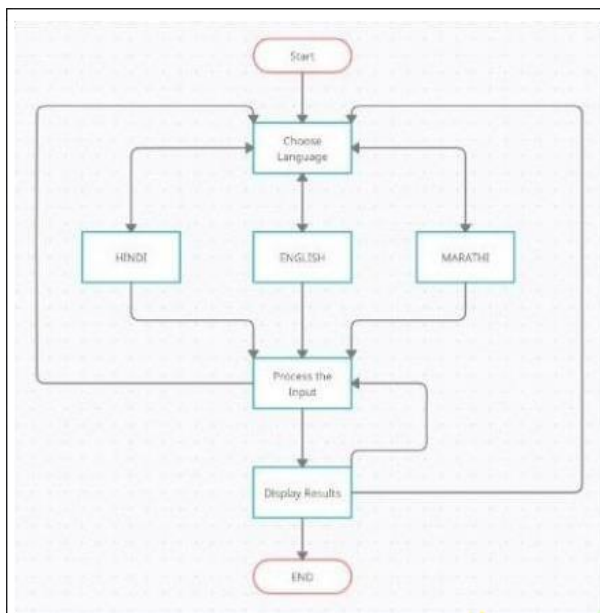 Start
Choose
Language
HINDI
ENGLISH
MARATHI
Process the
Input
Display Results
END